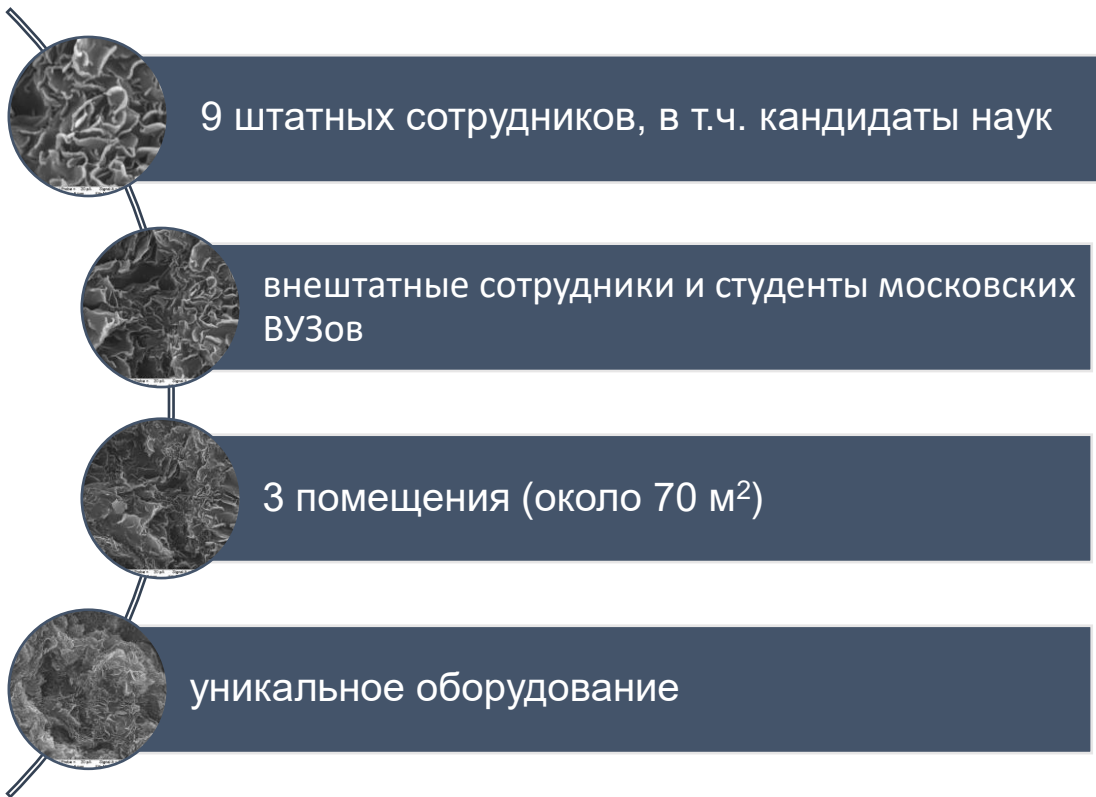 9 штатных сотрудников, в т.ч. кандидаты наук
внештатные сотрудники и студенты московских
ВУЗов
3 помещения (около 70 м²)
уникальное оборудование